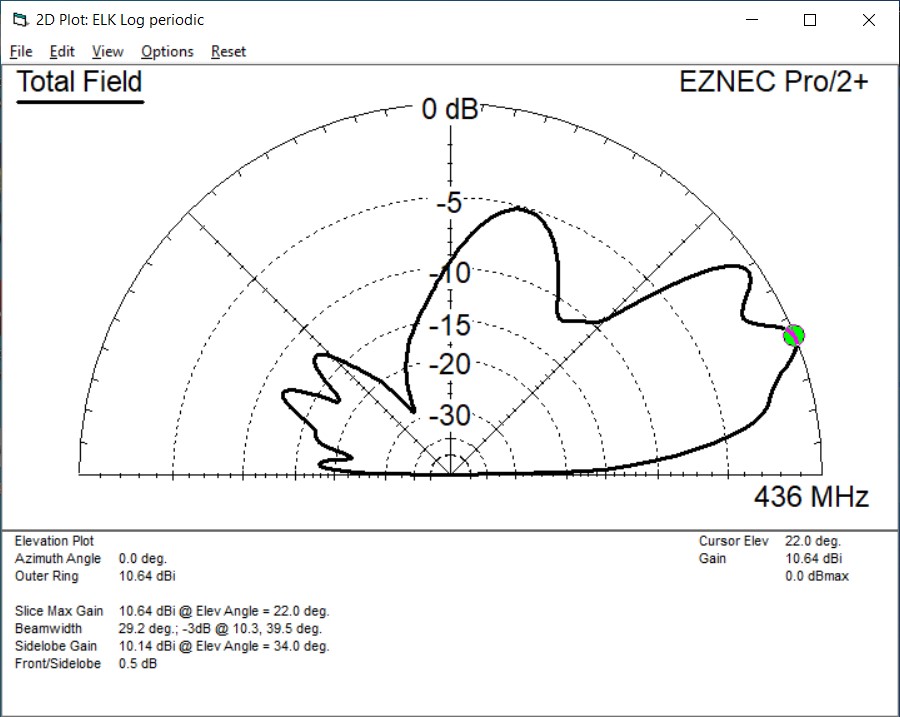 2D Plot: ELK Log periodic
File Edit View Options Reset
Total Field
EZNEC Pro/2+
0 dB
-5
-10
-15
-20
-30
436 MHz
Elevation Plot
Azimuth Angle 0.0 deg.
Outer Ring 10.64 dBi
Cursor Elev 22.0 deg.
Gain 10.64 dBi
0.0 dBmax
Slice Max Gain 10.64 dBi @ Elev Angle = 22.0 deg.
Beamwidth 29.2 deg.; -3dB @ 10.3, 39.5 deg.
Sidelobe Gain 10.14 dBi @ Elev Angle = 34.0 deg.
Front/Sidelobe 0.5 dB